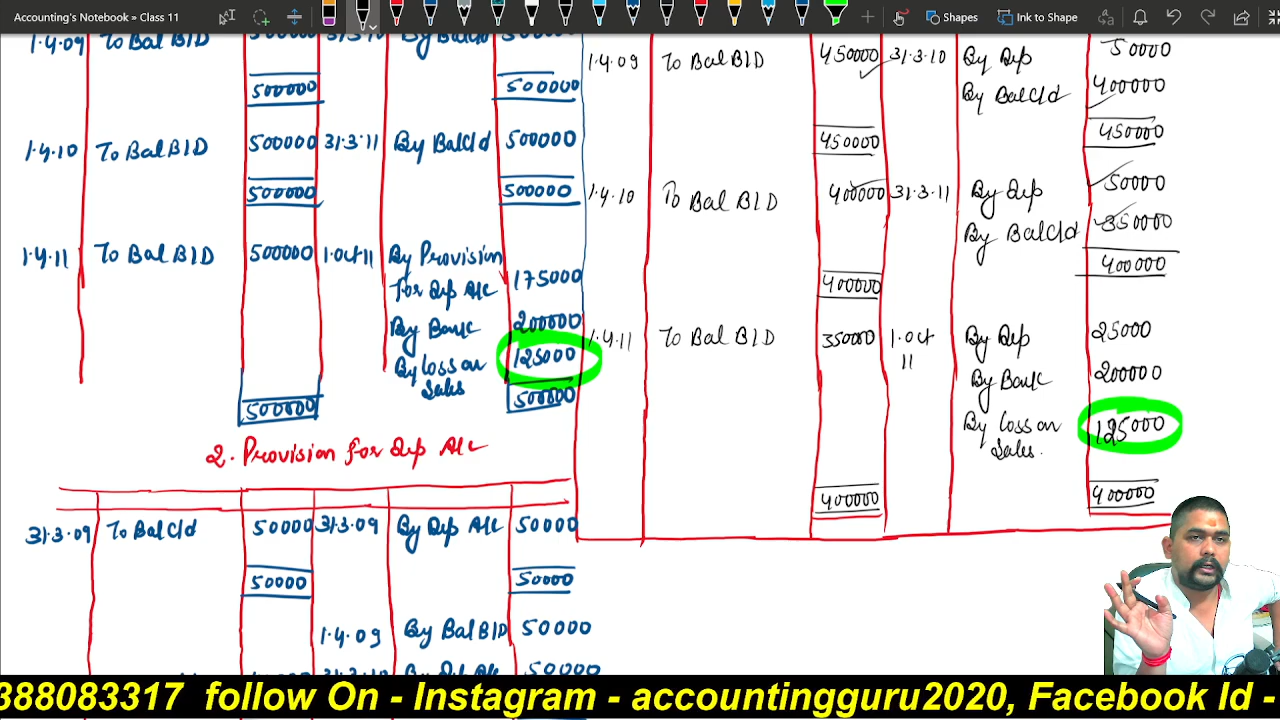 Accounting's Notebook » Class 11
Shapes
Ink to Shape
1·4·09 To Bal B/D 500000 31·3·10 By Bal C/d 500000
500000 500000
1·4·10 To Bal B/D 500000 31·3·11 By Bal C/d 500000
500000 500000
1·4·11 To Bal B/D 500000 1·Oct 11 By Provision
For Dep A/c 175000
By Bank 200000
By Loss on 125000
Sales
500000 500000
2. Provision for Dep A/c
31·3·09 To Bal C/d 50000 31·3·09 By Dep A/c 50000
50000 50000
1·4·09 By Bal B/D 50000
By Dep A/c 50000
1·4·09 To Bal B/D 450000 31·3·10 By Dep 50000
By Bal C/d 400000
450000 450000
1·4·10 To Bal B/D 400000 31·3·11 By Dep 50000
By Bal C/d 350000
400000 400000
1·4·11 To Bal B/D 350000 1·Oct By Dep 25000
11
By Bank 200000
By Loss on 125000
Sales.
400000 400000
388083317 follow On - Instagram - accountingguru2020, Facebook Id -